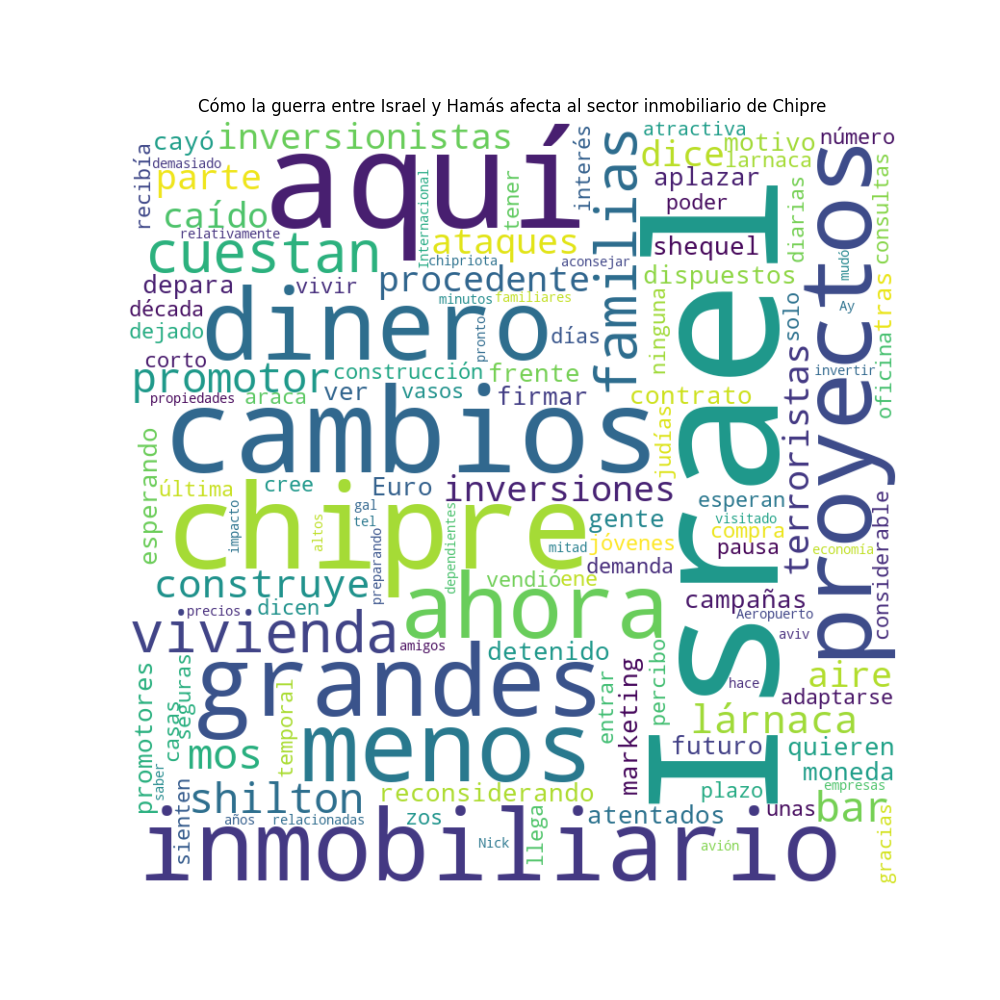 Cómo la guerra entre Israel y Hamás afecta al sector inmobiliario de Chipre
cayó
inversionistas
demasiado
recibía
parte
aquí
interés
familias
atractiva
dice
motivo
larnaca
número
aplazar
poder
diarias
consultas
proyectos
caído
relativamente
cuestan
Internacional
tener
ataques
chipriota
aconsejar
shequel
dispuestos
mudó
depara
vivir
procedente
minutos
familiares
década
dejado
dinero
pronto
días
ninguna
Israel
solo
Ay
tras
oficina
corto
promotor
construcción
frente
invertir
propiedades
araca
ver
vasos
firmar
contrato
terroristas
cambios
judías
esperando
última
cree
Euro
inversiones
esperan
visitado
compra
pausa
economía
considerable
impacto
chipre
gal
tel
altos
preparando
dependientes
mitad
gente
jóvenes
demanda
construye
vendió
ene
ahora
campañas
Aeropuerto
aviv
precios
dicen
vivienda
amigos
detenido
percibo
hace
aire
adaptarse
grandes
promotores
casas
seguras
temporal
entrar
marketing
lárnaca
mos
menos
futuro
quieren
moneda
empresas
saber
shilton
reconsiderando
plazo
unas
bar
sienten
años
relacionadas
zos
atentados
Nick
llega
avión
gracias
inmobiliario